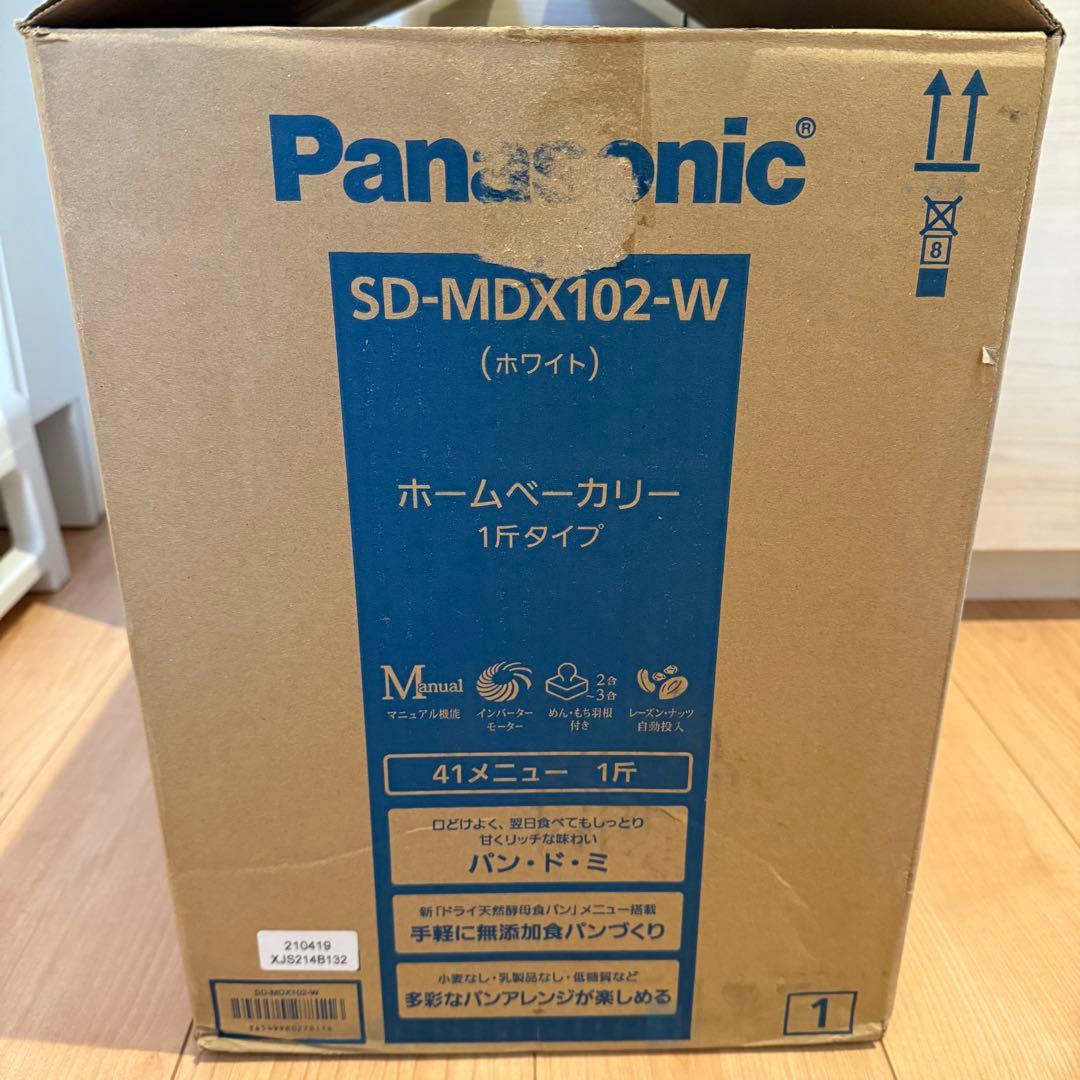 Panasonic®
8
SD-MDX102-W
(ホワイト)
ホームベーカリー
1斤タイプ
Manual
マニュアル機能
インバーター
モーター
2合
~3合
めん・もち羽根
付き
レーズン・ナッツ
自動投入
41メニュー 1斤
口どけよく、翌日食べてもしっとり
甘くリッチな味わい
パン・ド・ミ
新「ドライ天然酵母食パン」メニュー搭載
手軽に無添加食パンづくり
小麦なし・乳製品なし・低糖質など
多彩なパンアレンジが楽しめる
210419
XJS214B132
SD-MDX102-W
1